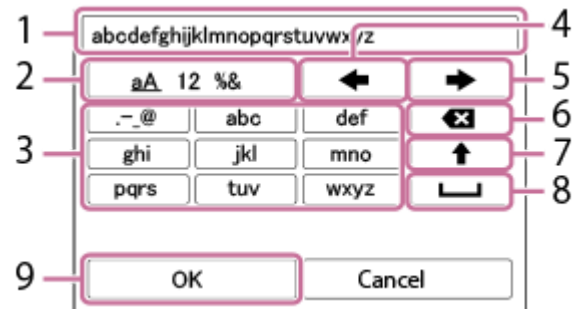 1 abcdefghijklmnopqrstuvwxyz 4
2 aA 12 %& 5
.-_@ abc def 6
3 ghi jkl mno 7
pqrs tuv wxyz 8
9 OK Cancel